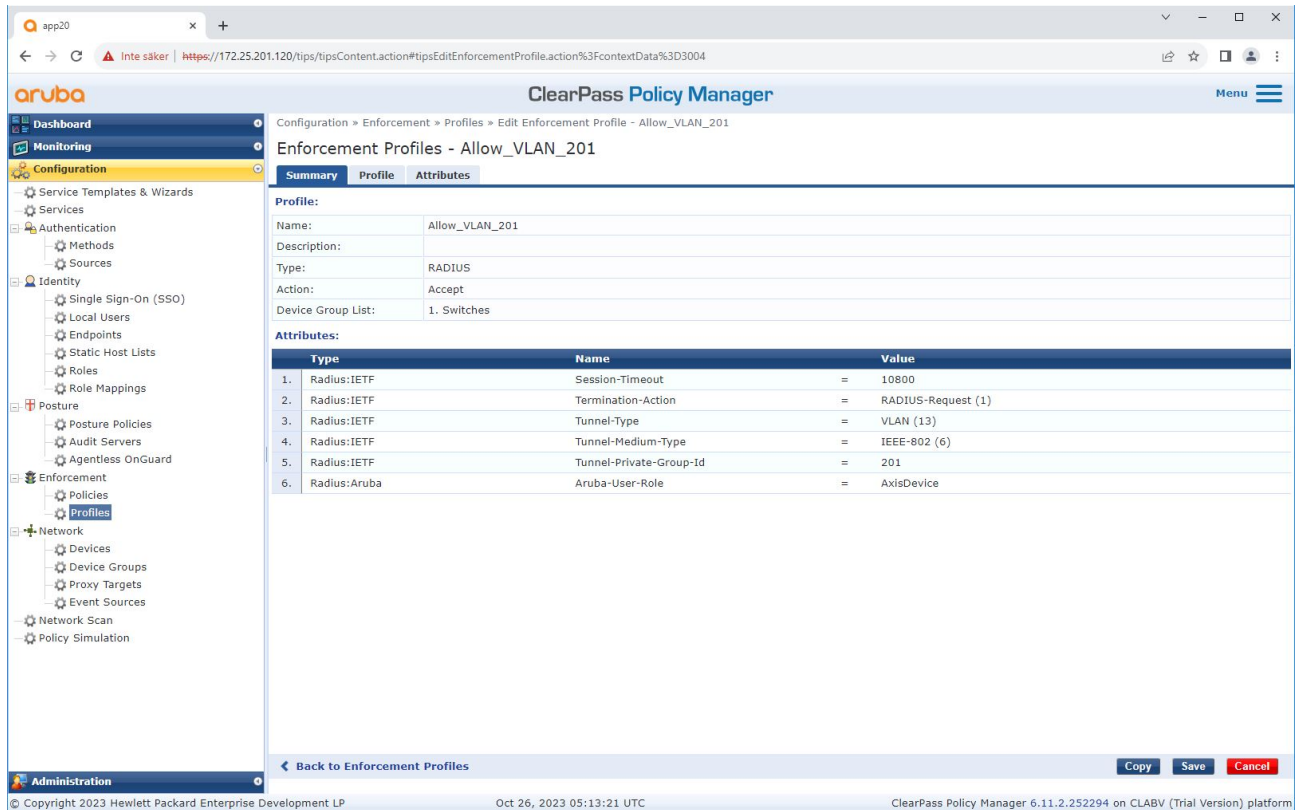 app20
Inte säker | https://172.25.201.120/tips/tipsContent.action#tipsEditEnforcementProfile.action%3FcontextData%3D3004
aruba
ClearPass Policy Manager
Menu
Dashboard
Monitoring
Configuration
Service Templates & Wizards
Services
Authentication
Methods
Sources
Identity
Single Sign-On (SSO)
Local Users
Endpoints
Static Host Lists
Roles
Role Mappings
Posture
Posture Policies
Audit Servers
Agentless OnGuard
Enforcement
Policies
Profiles
Network
Devices
Device Groups
Proxy Targets
Event Sources
Network Scan
Policy Simulation
Administration
Configuration » Enforcement » Profiles » Edit Enforcement Profile - Allow_VLAN_201
Enforcement Profiles - Allow_VLAN_201
Summary Profile Attributes
Profile:
Name: Allow_VLAN_201
Description:
Type: RADIUS
Action: Accept
Device Group List: 1. Switches
Attributes:
Type Name Value
1. Radius:IETF Session-Timeout = 10800
2. Radius:IETF Termination-Action = RADIUS-Request (1)
3. Radius:IETF Tunnel-Type = VLAN (13)
4. Radius:IETF Tunnel-Medium-Type = IEEE-802 (6)
5. Radius:IETF Tunnel-Private-Group-Id = 201
6. Radius:Aruba Aruba-User-Role = AxisDevice
Back to Enforcement Profiles
Copy Save Cancel
© Copyright 2023 Hewlett Packard Enterprise Development LP Oct 26, 2023 05:13:21 UTC ClearPass Policy Manager 6.11.2.252294 on CLABV (Trial Version) platform